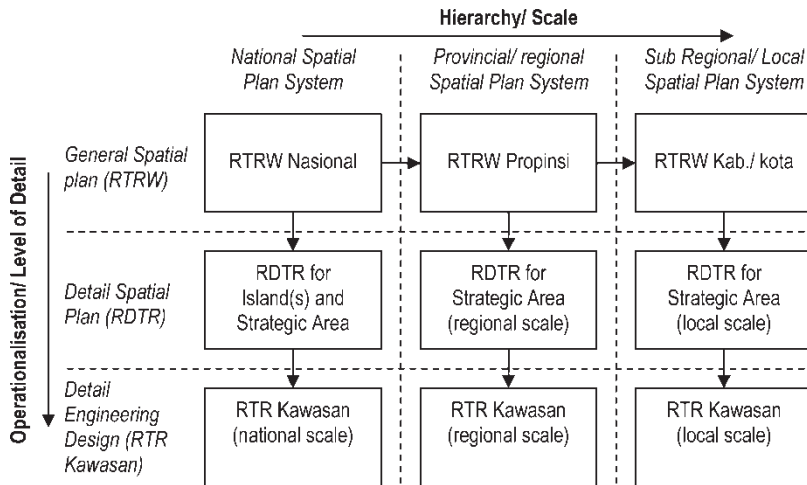 Hierarchy/ Scale
National Spatial
Plan System
Provincial/ regional
Spatial Plan System
Sub Regional/ Local
Spatial Plan System
Operationalisation/ Level of Detail
General Spatial
plan (RTRW)
RTRW Nasional
RTRW Propinsi
RTRW Kab./ kota
Detail Spatial
Plan (RDTR)
RDTR for
Island(s) and
Strategic Area
RDTR for
Strategic Area
(regional scale)
RDTR for
Strategic Area
(local scale)
Detail
Engineering
Design (RTR
Kawasan)
RTR Kawasan
(national scale)
RTR Kawasan
(regional scale)
RTR Kawasan
(local scale)